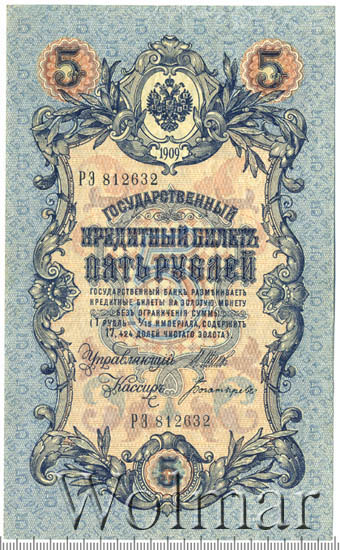 5 5
1909
РЭ 812632
ГОСУДАРСТВЕННЫЙ
КРЕДИТНЫЙ БИЛЕТЪ
ПЯТЬ РУБЛЕЙ
ГОСУДАРСТВЕННЫЙ БАНКЪ РАЗМѢНИВАЕТЪ
КРЕДИТНЫЕ БИЛЕТЫ НА ЗОЛОТУЮ МОНЕТУ
БЕЗЪ ОГРАНИЧЕНІЯ СУММЫ
(1 РУБЛЬ = 1/15 ИМПЕРІАЛА, СОДЕРЖИТЪ
17,424 ДОЛЕЙ ЧИСТАГО ЗОЛОТА).
Управляющій
Кассиръ Богатыревъ
РЭ 812632
5
Wolmar